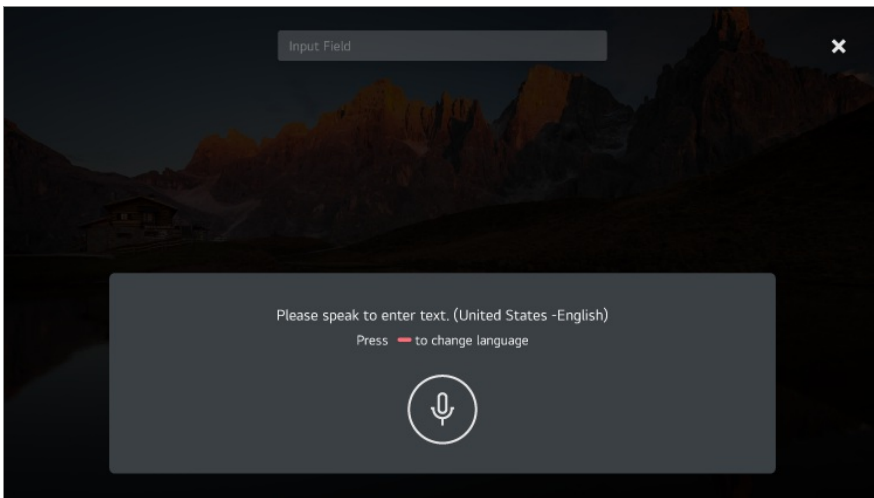 Input Field
Please speak to enter text. (United States -English)
Press to change language